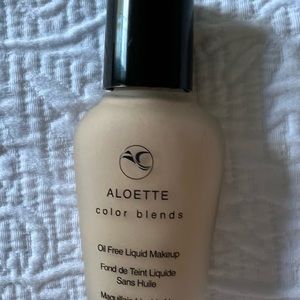 ALOETTE
color blends
Oil Free Liquid Makeup
Fond de Teint Liquide
Sans Huile